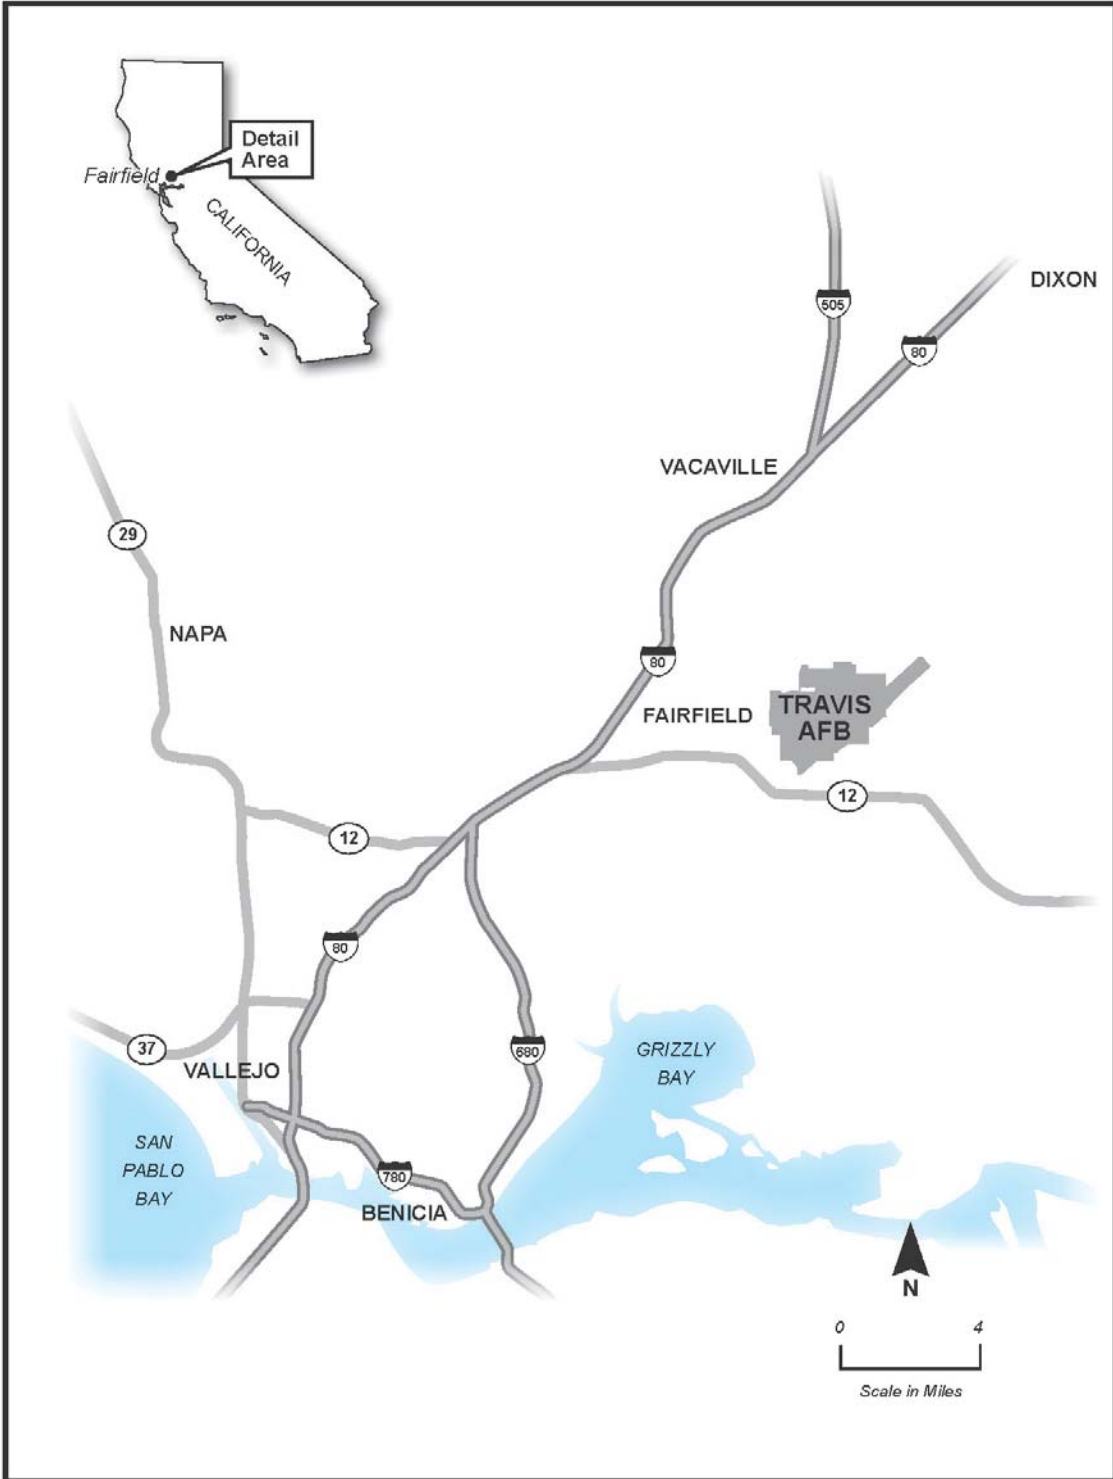 Detail
Area
Fairfield
CALIFORNIA
DIXON
505
80
VACAVILLE
29
NAPA
80
FAIRFIELD
TRAVIS
AFB
12
12
80
37
VALLEJO
680
GRIZZLY
BAY
SAN
PABLO
BAY
780
BENICIA
N
0 4
Scale in Miles